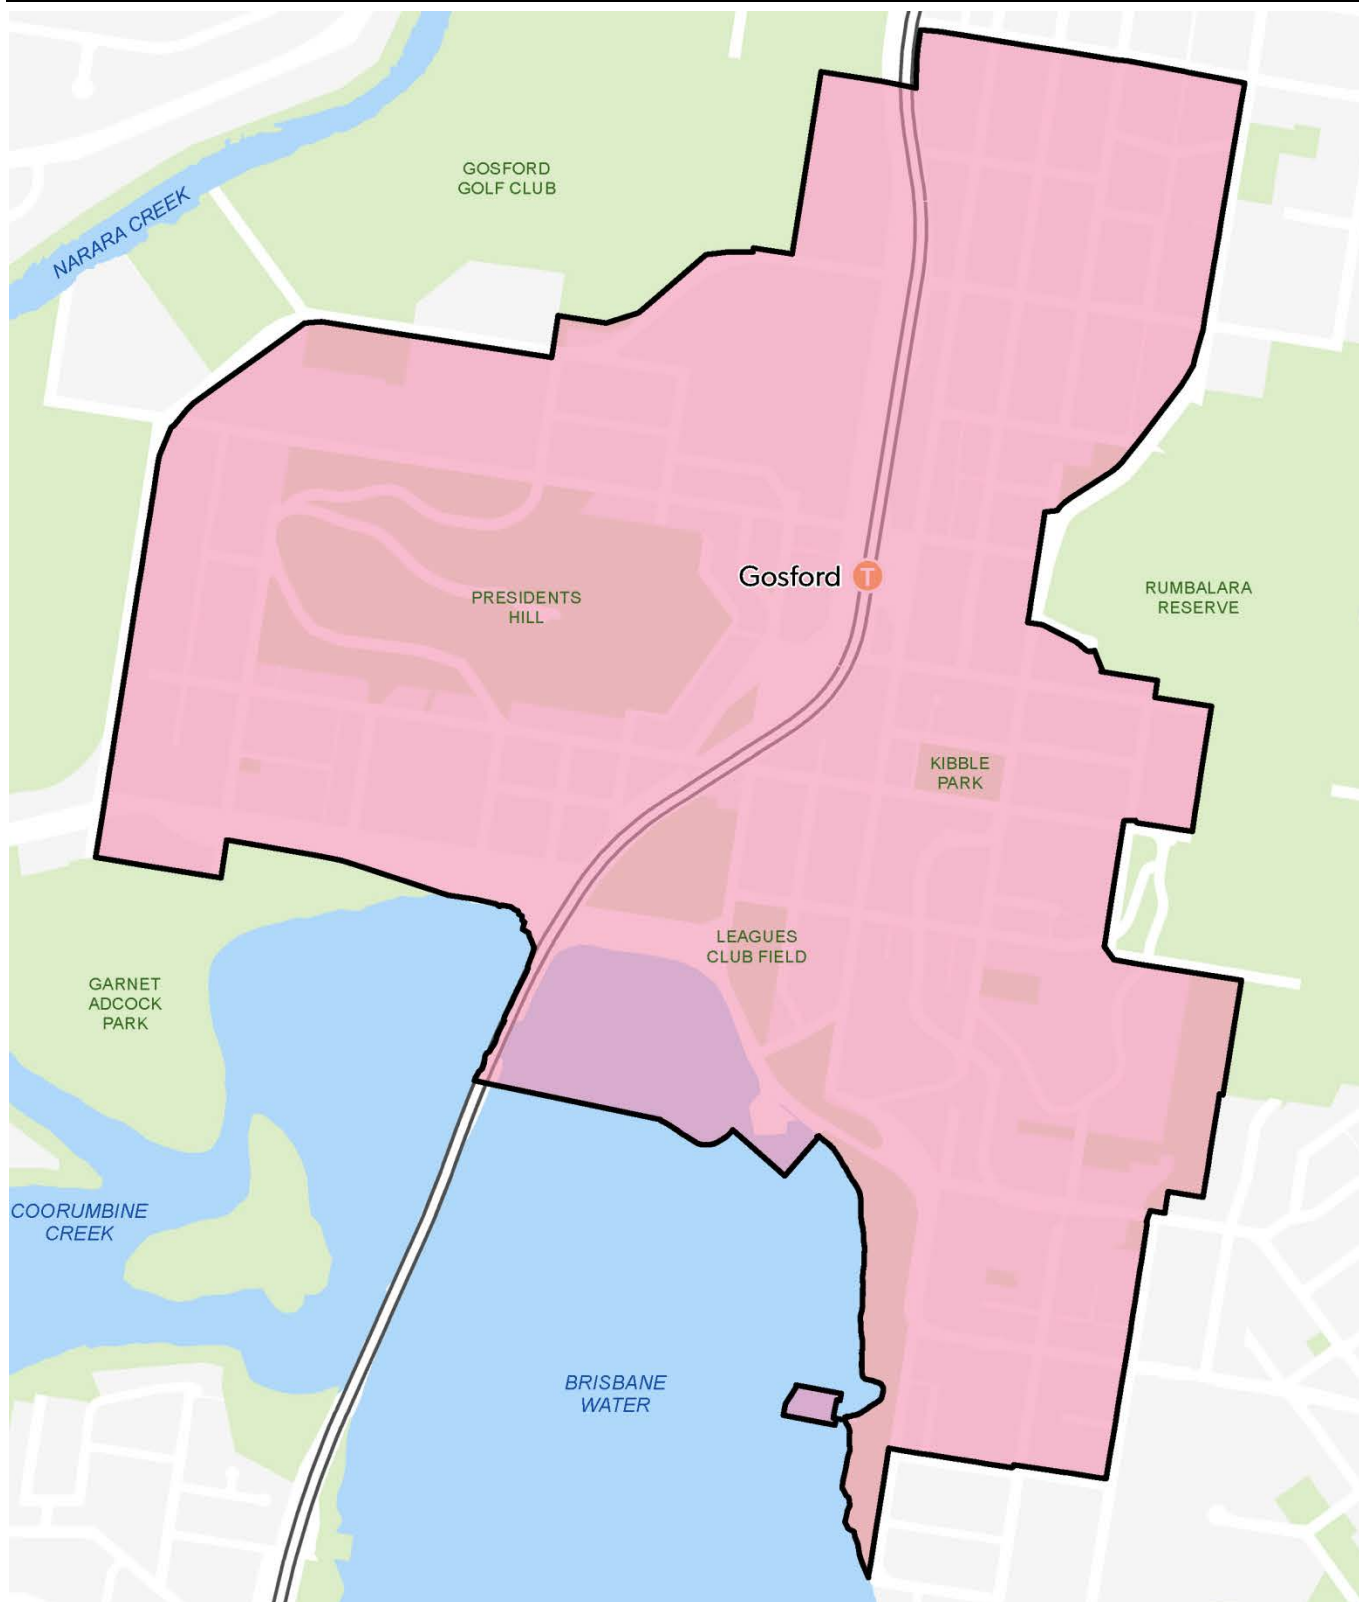 GOSFORD
GOLF CLUB
NARARA CREEK
Gosford T
PRESIDENTS
HILL
RUMBALARA
RESERVE
KIBBLE
PARK
LEAGUES
CLUB FIELD
GARNET
ADCOCK
PARK
COORUMBINE
CREEK
BRISBANE
WATER